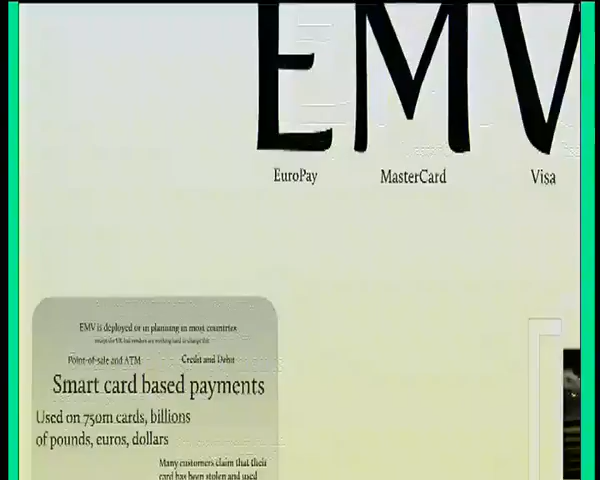 EMV
EuroPay MasterCard Visa
EMV is deployed or in planning in most countries
Point-of-sale and ATM Credit and Debit
Smart card based payments
Used on 750m cards, billions
of pounds, euros, dollars
Many customers claim that their
card has been stolen and used